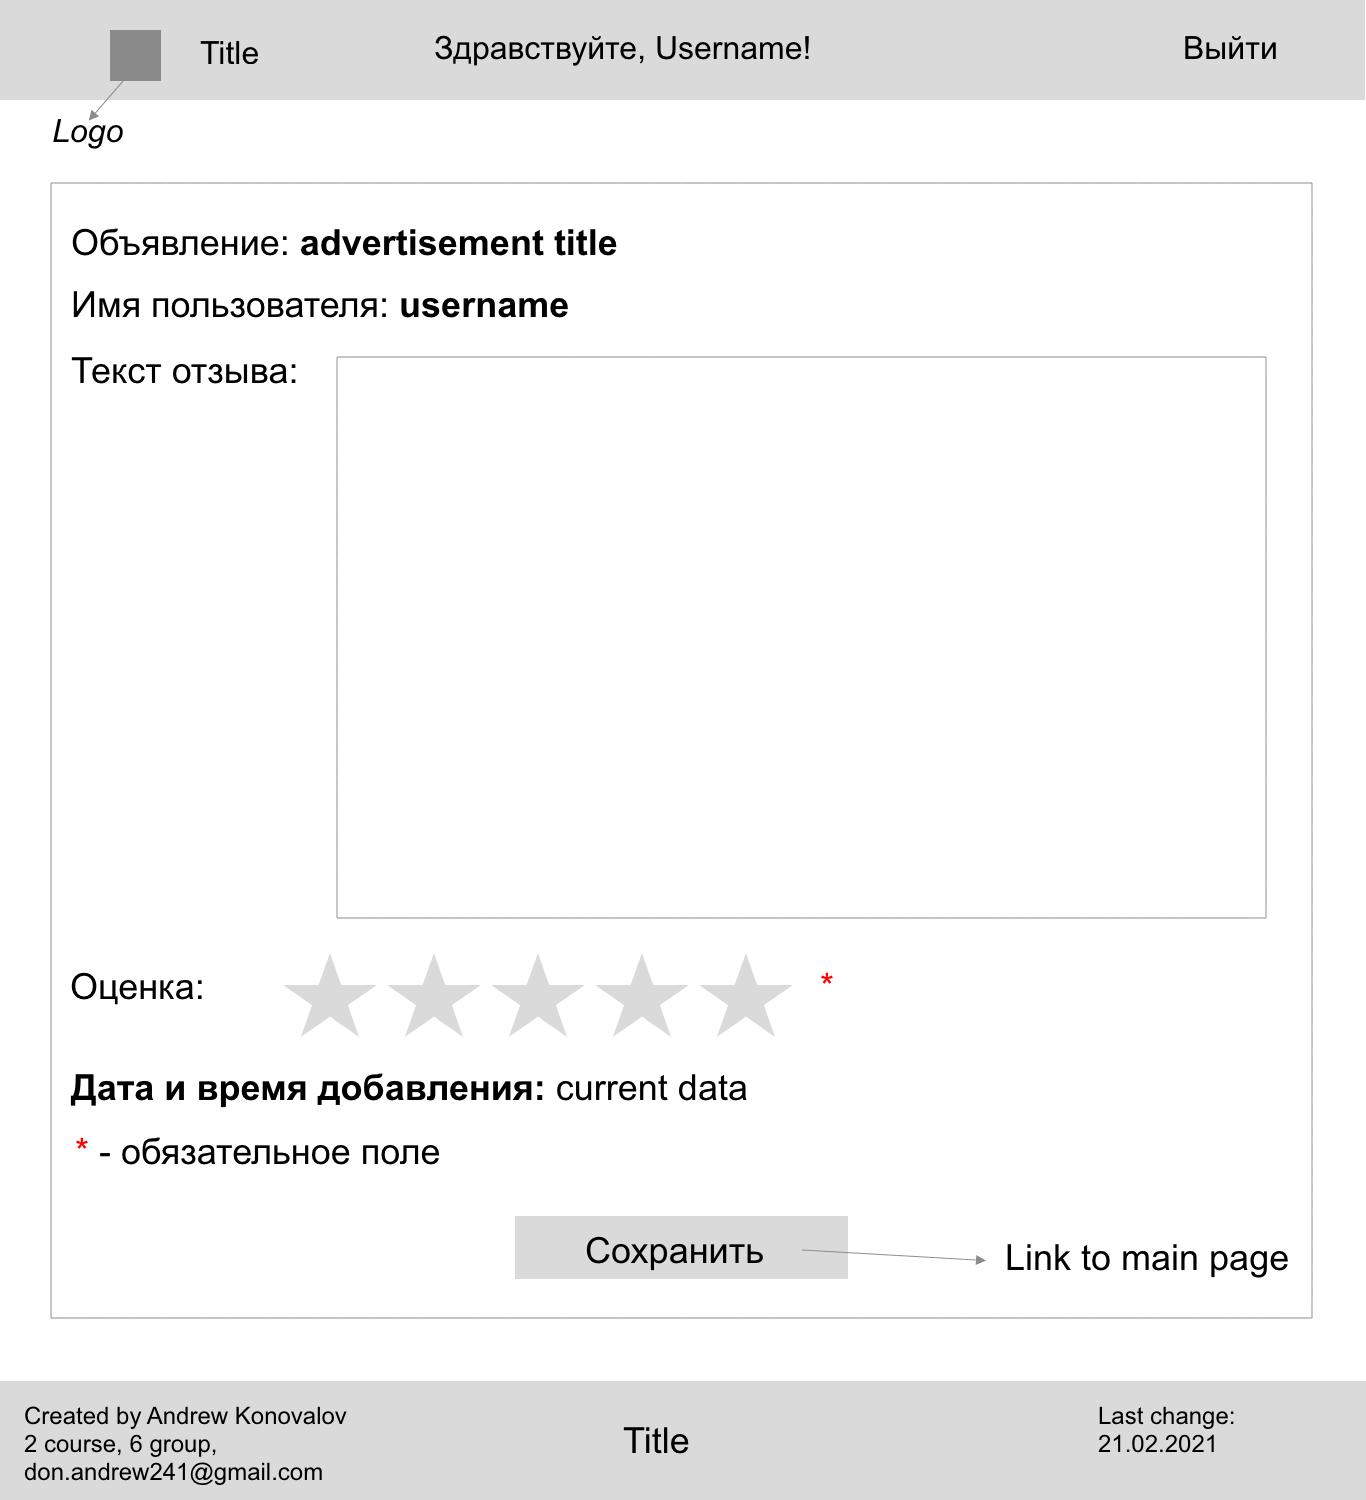 Title
Здравствуйте, Username!
Выйти
Logo
Объявление: advertisement title
Имя пользователя: username
Текст отзыва:
Оценка:
*
Дата и время добавления: current data
* - обязательное поле
Сохранить
Link to main page
Created by Andrew Konovalov
2 course, 6 group,
don.andrew241@gmail.com
Title
Last change:
21.02.2021